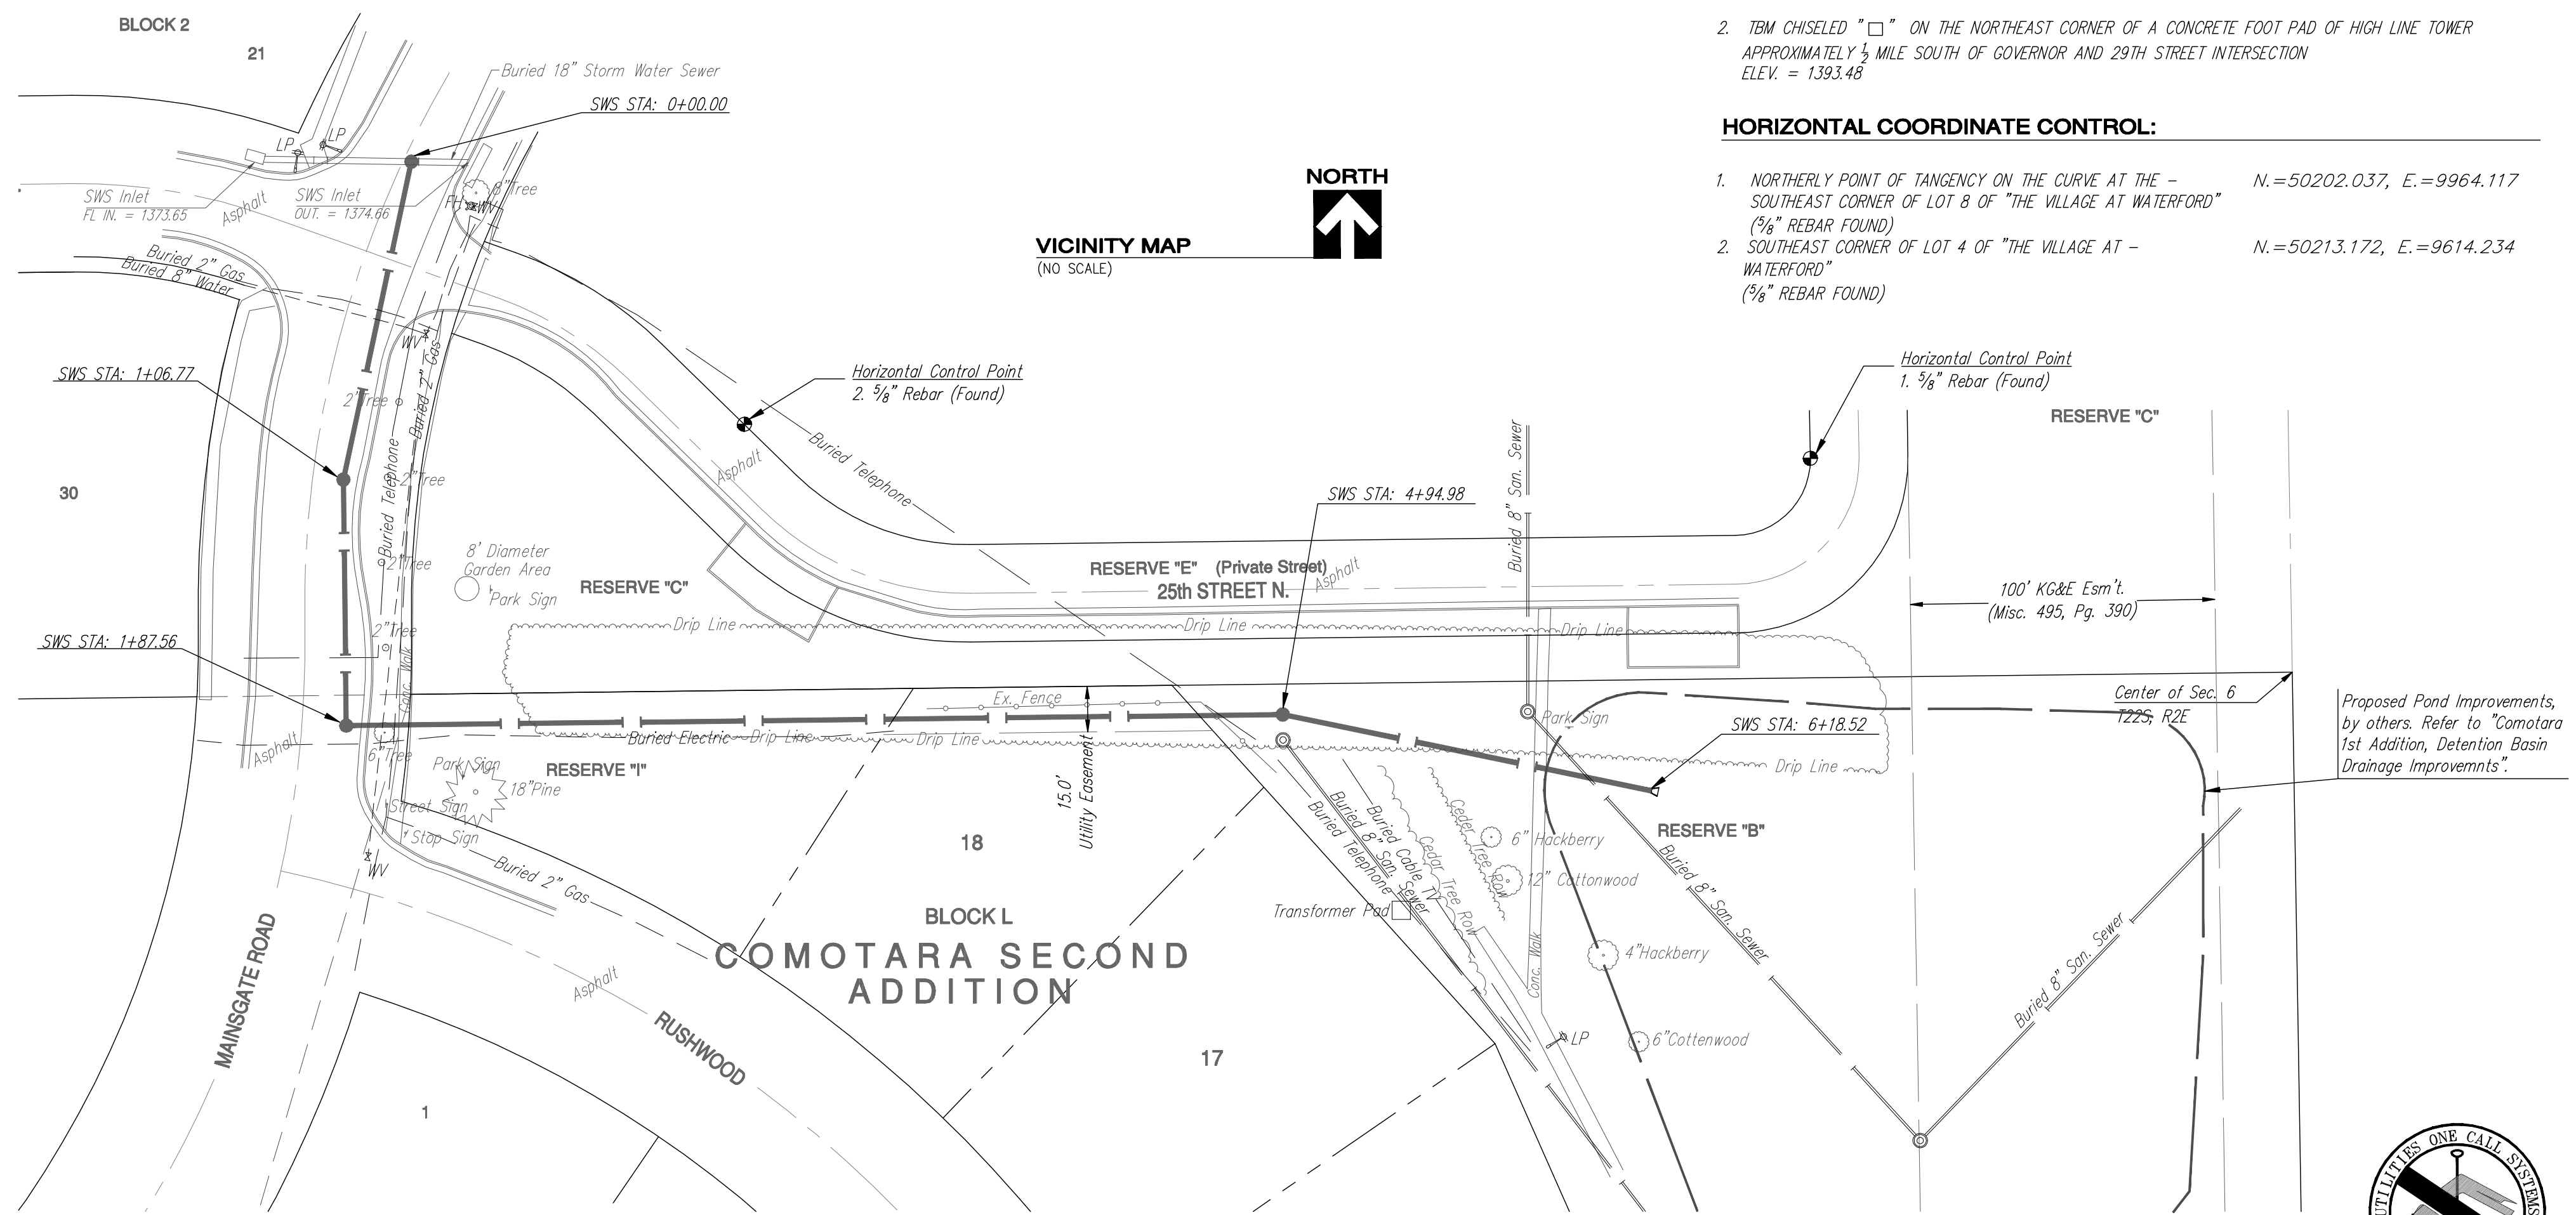 2. TBM CHISELED "□" ON THE NORTHEAST CORNER OF A CONCRETE FOOT PAD OF HIGH LINE TOWER
APPROXIMATELY ½ MILE SOUTH OF GOVERNOR AND 29TH STREET INTERSECTION
ELEV. = 1393.48
HORIZONTAL COORDINATE CONTROL:
1. NORTHERLY POINT OF TANGENCY ON THE CURVE AT THE – N.=50202.037, E.=9964.117
SOUTHEAST CORNER OF LOT 8 OF "THE VILLAGE AT WATERFORD"
(5/8" REBAR FOUND)
2. SOUTHEAST CORNER OF LOT 4 OF "THE VILLAGE AT – N.=50213.172, E.=9614.234
WATERFORD"
(5/8" REBAR FOUND)
BLOCK 2
21
Buried 18" Storm Water Sewer
SWS STA: 0+00.00
LP
LP
SWS Inlet
FL IN. = 1373.65
Asphalt
SWS Inlet
OUT. = 1374.66
8"Tree
FH
WV
NORTH
VICINITY MAP
(NO SCALE)
Buried 2" Gas
Buried 8" Water
WV
SWS STA: 1+06.77
2"Tree
Buried 2" Gas
Horizontal Control Point
2. 5/8" Rebar (Found)
Horizontal Control Point
1. 5/8" Rebar (Found)
RESERVE "C"
Buried Telephone
Asphalt
30
2"Tree
Buried Telephone
SWS STA: 4+94.98
Buried 8" San. Sewer
8' Diameter
Garden Area
2"Tree
Park Sign
RESERVE "C"
RESERVE "E" (Private Street)
25th STREET N.
Asphalt
100' KG&E Esm't.
(Misc. 495, Pg. 390)
2"Tree
Drip Line
Drip Line
Drip Line
SWS STA: 1+87.56
Conc. Walk
Ex. Fence
Center of Sec. 6
T22S, R2E
Park Sign
SWS STA: 6+18.52
Proposed Pond Improvements,
by others. Refer to "Comotara
1st Addition, Detention Basin
Drainage Improvemnts".
Asphalt
6"Tree
Buried Electric
Drip Line
Drip Line
Drip Line
Park Sign
RESERVE "I"
18"Pine
15.0'
Utility Easement
Street Sign
Stop Sign
WV
Buried 2" Gas
18
Buried 8" San. Sewer
Buried Telephone
Buried Cable TV
Cedar Tree Row
Ceder Tree Row
6" Hackberry
12" Cottonwood
RESERVE "B"
Buried 8" San. Sewer
Transformer Pad
BLOCK L
COMOTARA SECOND
ADDITION
MAINSGATE ROAD
Asphalt
RUSHWOOD
Conc. Walk
4"Hackberry
Buried 8" San. Sewer
LP
6"Cottenwood
17
1
UTILITIES ONE CALL SYSTEMS